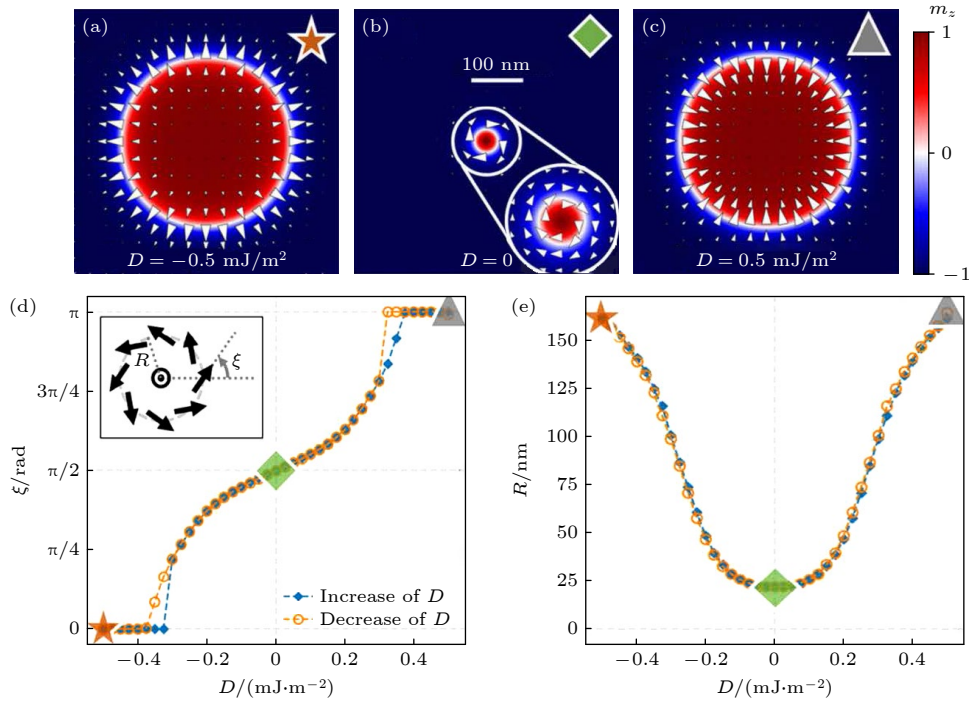 (a)
(b)
(c)
m_z
100 nm
1
0
−1
D = −0.5 mJ/m²
D = 0
D = 0.5 mJ/m²
(d)
π
3π/4
π/2
π/4
0
ξ/rad
R
ξ
Increase of D
Decrease of D
−0.4
−0.2
0
0.2
0.4
D/(mJ·m⁻²)
(e)
150
125
100
75
50
25
0
R/nm
−0.4
−0.2
0
0.2
0.4
D/(mJ·m⁻²)